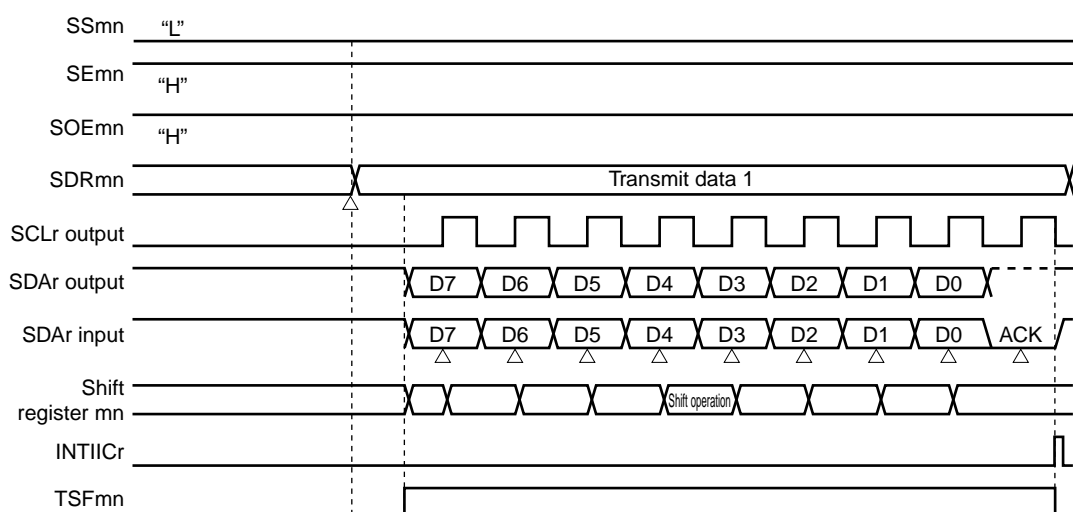 SSmn “L”
SEmn “H”
SOEmn “H”
SDRmn Transmit data 1
SCLr output
SDAr output D7 D6 D5 D4 D3 D2 D1 D0
SDAr input D7 D6 D5 D4 D3 D2 D1 D0 ACK
Shift
register mn Shift operation
INTIICr
TSFmn